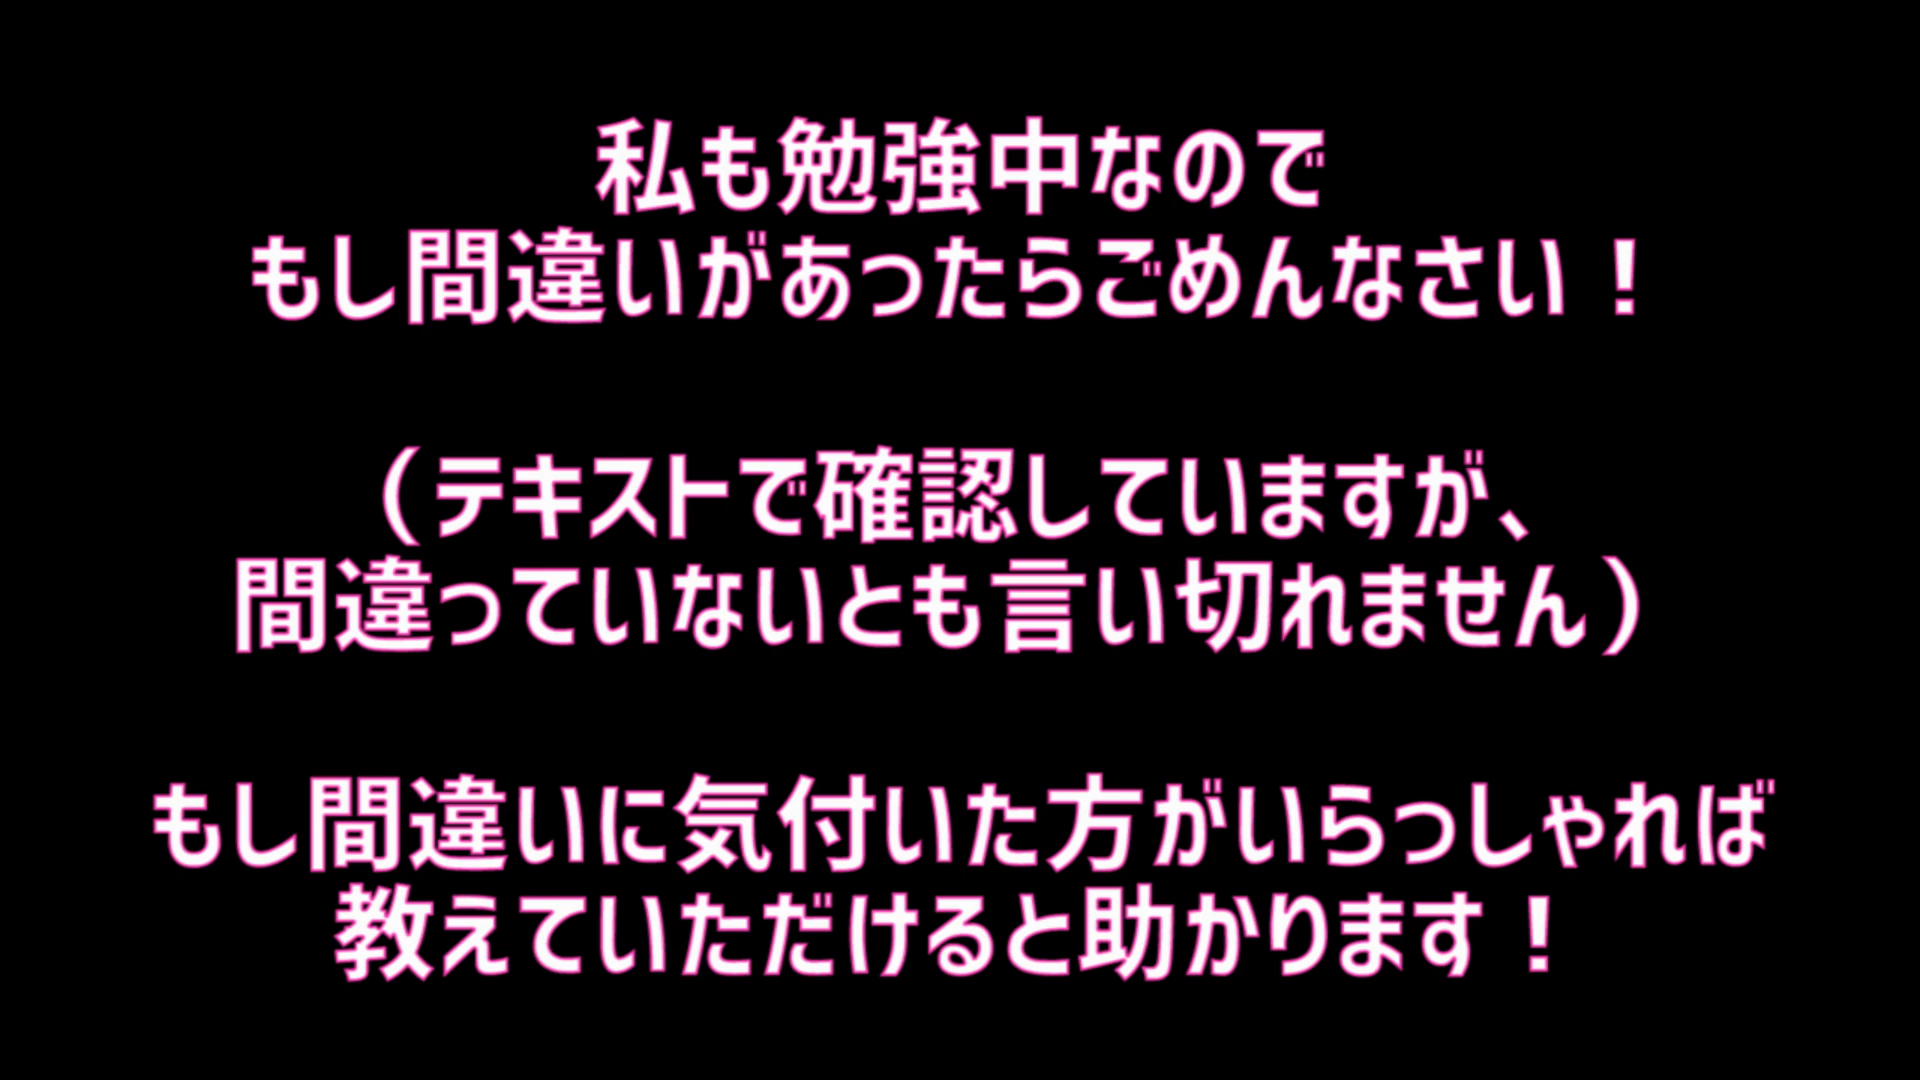 私も勉強中なので
もし間違いがあったらごめんなさい！
（テキストで確認していますが、
間違っていないとも言い切れません）
もし間違いに気付いた方がいらっしゃれば
教えていただけると助かります！